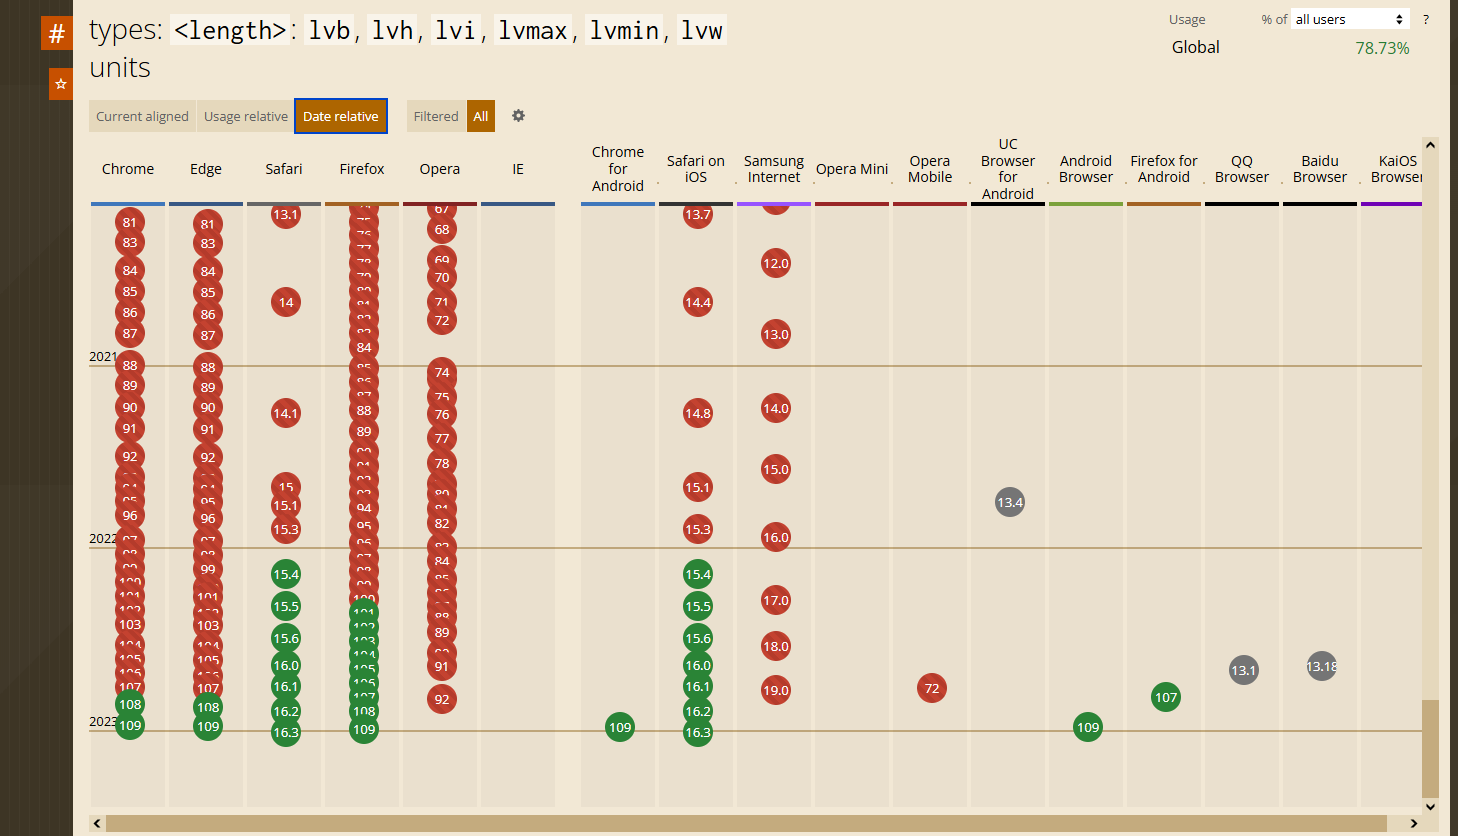 #
types: <length>: lvb, lvh, lvi, lvmax, lvmin, lvw
units
Usage % of all users ?
Global 78.73%
Current aligned Usage relative Date relative Filtered All
Chrome Edge Safari Firefox Opera IE Chrome for Android Safari on iOS Samsung Internet Opera Mini Opera Mobile UC Browser for Android Android Browser Firefox for Android QQ Browser Baidu Browser KaiOS Browser
81 81 13.1 67 13.7
83 83 68
84 84 69 12.0
70
85 85 14 71 14.4
86 86 72
87 87 13.0
84
2021 88 88 74
89 89
90 90 88 75 14.0
91 91 14.1 89 76 14.8
77
92 92 78 15.0
15 15.1
95 15.1 94 13.4
96 96 15.3 95 82 15.3 16.0
2022
99 15.4 84 15.4
101 15.5 15.5 17.0
103 103 15.6 89 15.6 18.0
16.0 91 16.0 13.1 13.18
107 107 16.1 92 16.1 19.0 72
108 108 16.2 108 16.2 107
2023 109 109 16.3 109 109 16.3 109